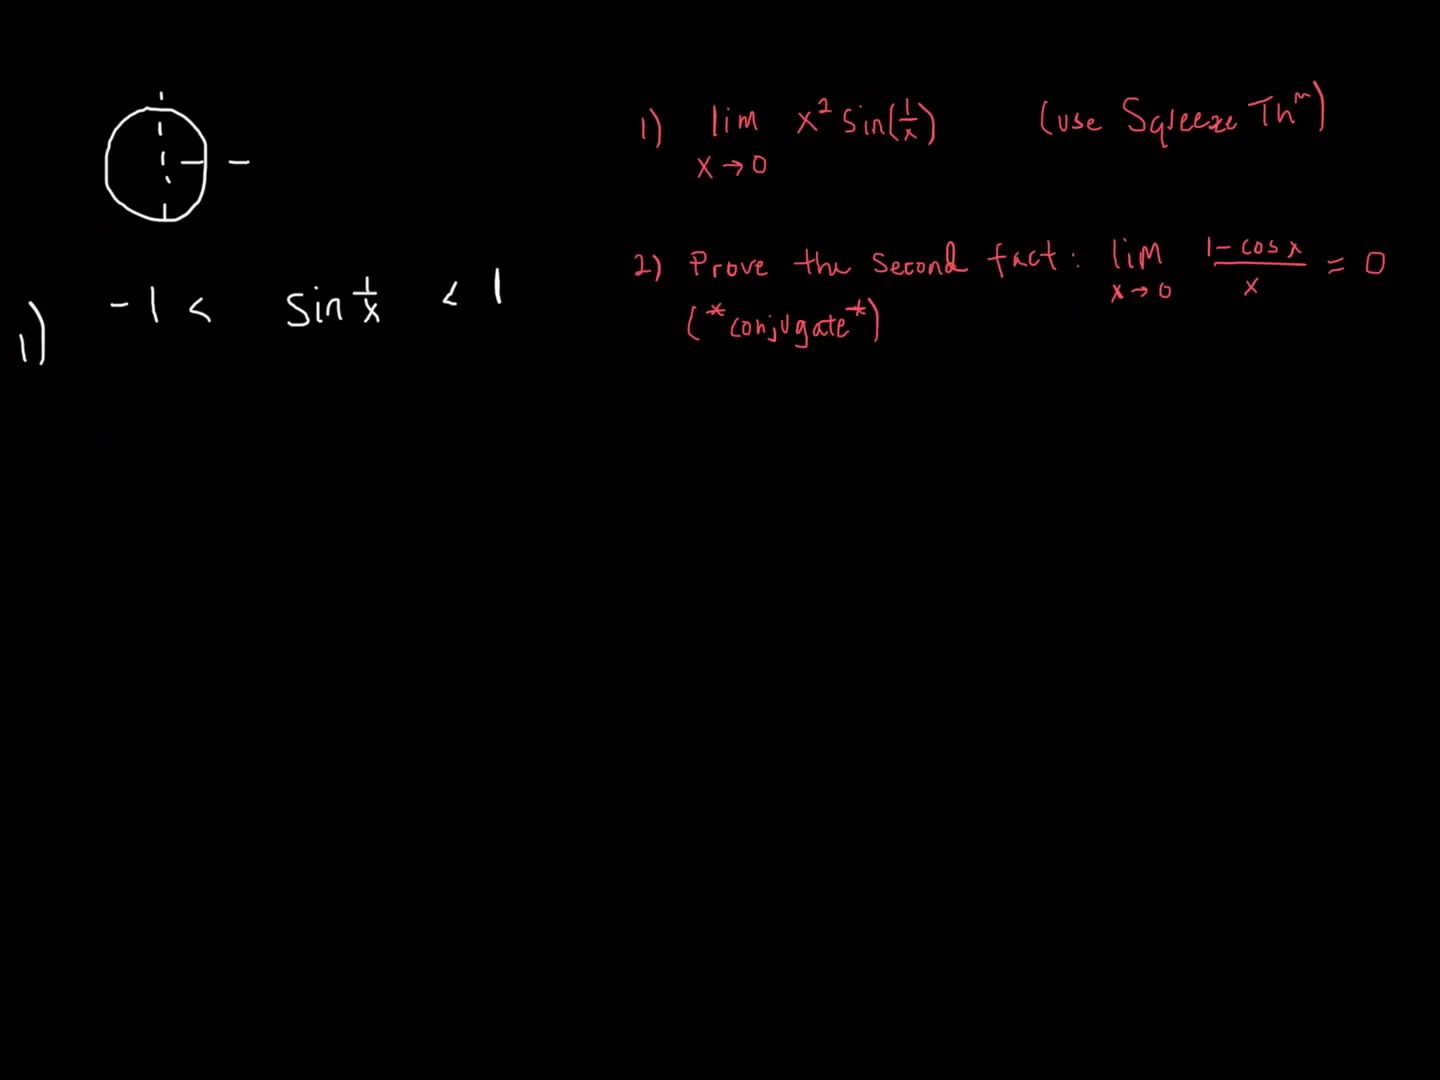 1) lim x→0 x² sin(1/x) (use Squeeze Thᵐ)
2) Prove the second fact: lim x→0 (1-cos x)/x = 0
(*conjugate*)
1) -1 < sin 1/x < 1